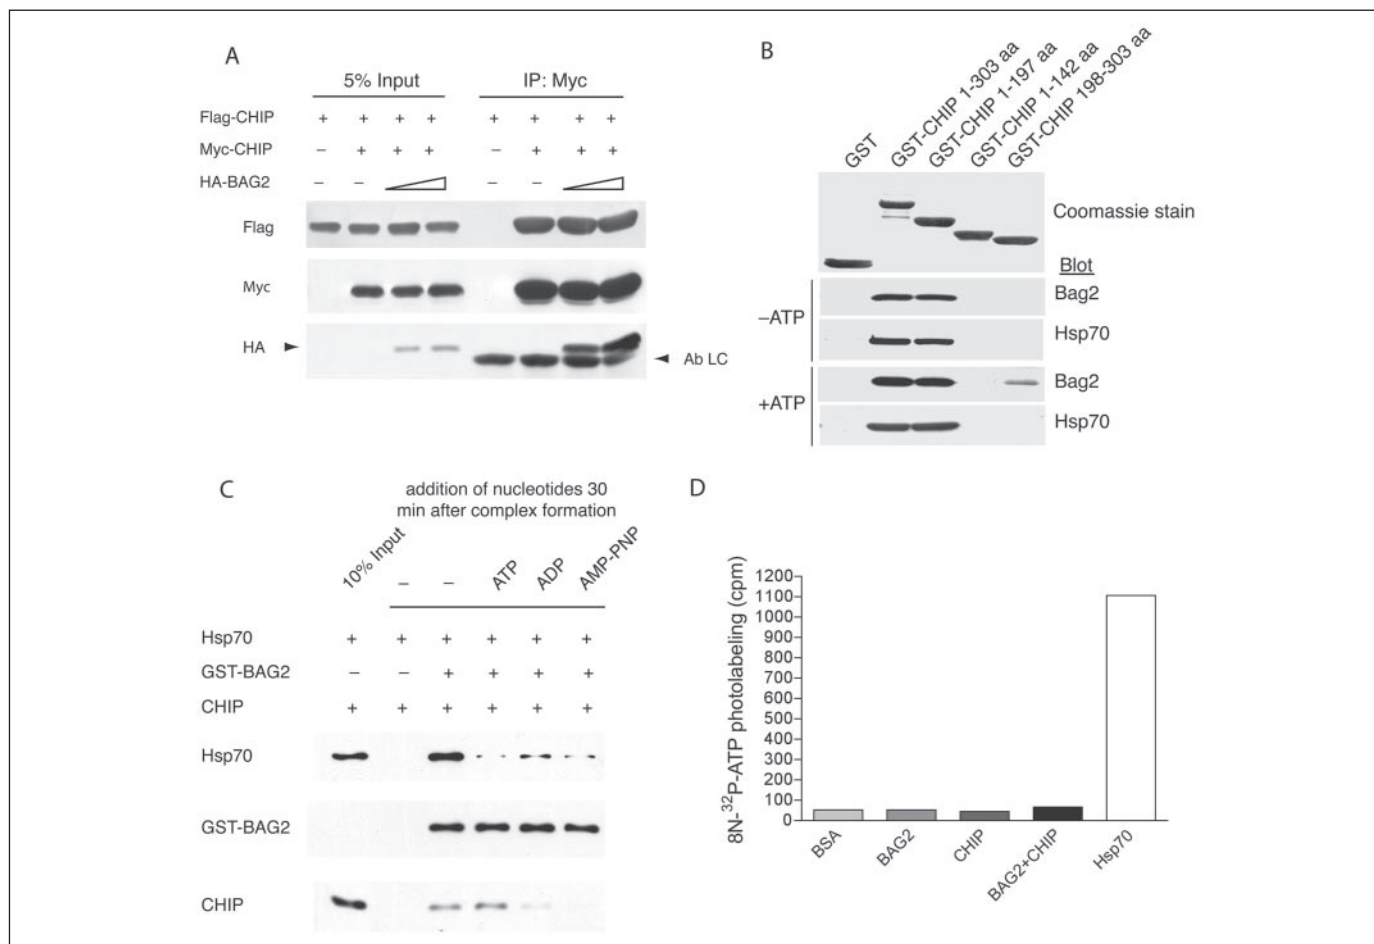 A
5% Input IP: Myc
Flag-CHIP + + + + + + + +
Myc-CHIP – + + + – + + +
HA-BAG2 – – – –
Flag
Myc
HA
Ab LC
B
GST
GST-CHIP 1-303 aa
GST-CHIP 1-197 aa
GST-CHIP 1-142 aa
GST-CHIP 198-303 aa
Coomassie stain
Blot
–ATP
Bag2
Hsp70
+ATP
Bag2
Hsp70
C
addition of nucleotides 30
min after complex formation
10% Input – – ATP ADP AMP-PNP
Hsp70 + + + + + +
GST-BAG2 – – + + + +
CHIP + + + + + +
Hsp70
GST-BAG2
CHIP
D
8N-³²P-ATP photolabeling (cpm)
1200
1100
1000
900
800
700
600
500
400
300
200
100
0
BSA
BAG2
CHIP
BAG2+CHIP
Hsp70